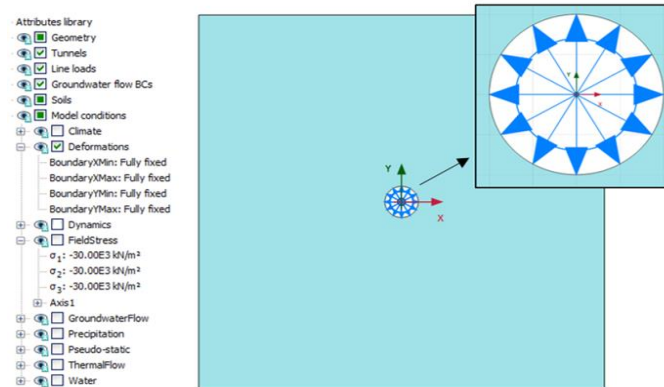 Attributes library
Geometry
Tunnels
Line loads
Groundwater flow BCs
Soils
Model conditions
Climate
Deformations
BoundaryXMin: Fully fixed
BoundaryXMax: Fully fixed
BoundaryYMin: Fully fixed
BoundaryYMax: Fully fixed
Dynamics
FieldStress
σ1: -30.00E3 kN/m²
σ2: -30.00E3 kN/m²
σ3: -30.00E3 kN/m²
Axis1
GroundwaterFlow
Precipitation
Pseudo-static
ThermalFlow
Water
Y
X
Y
x